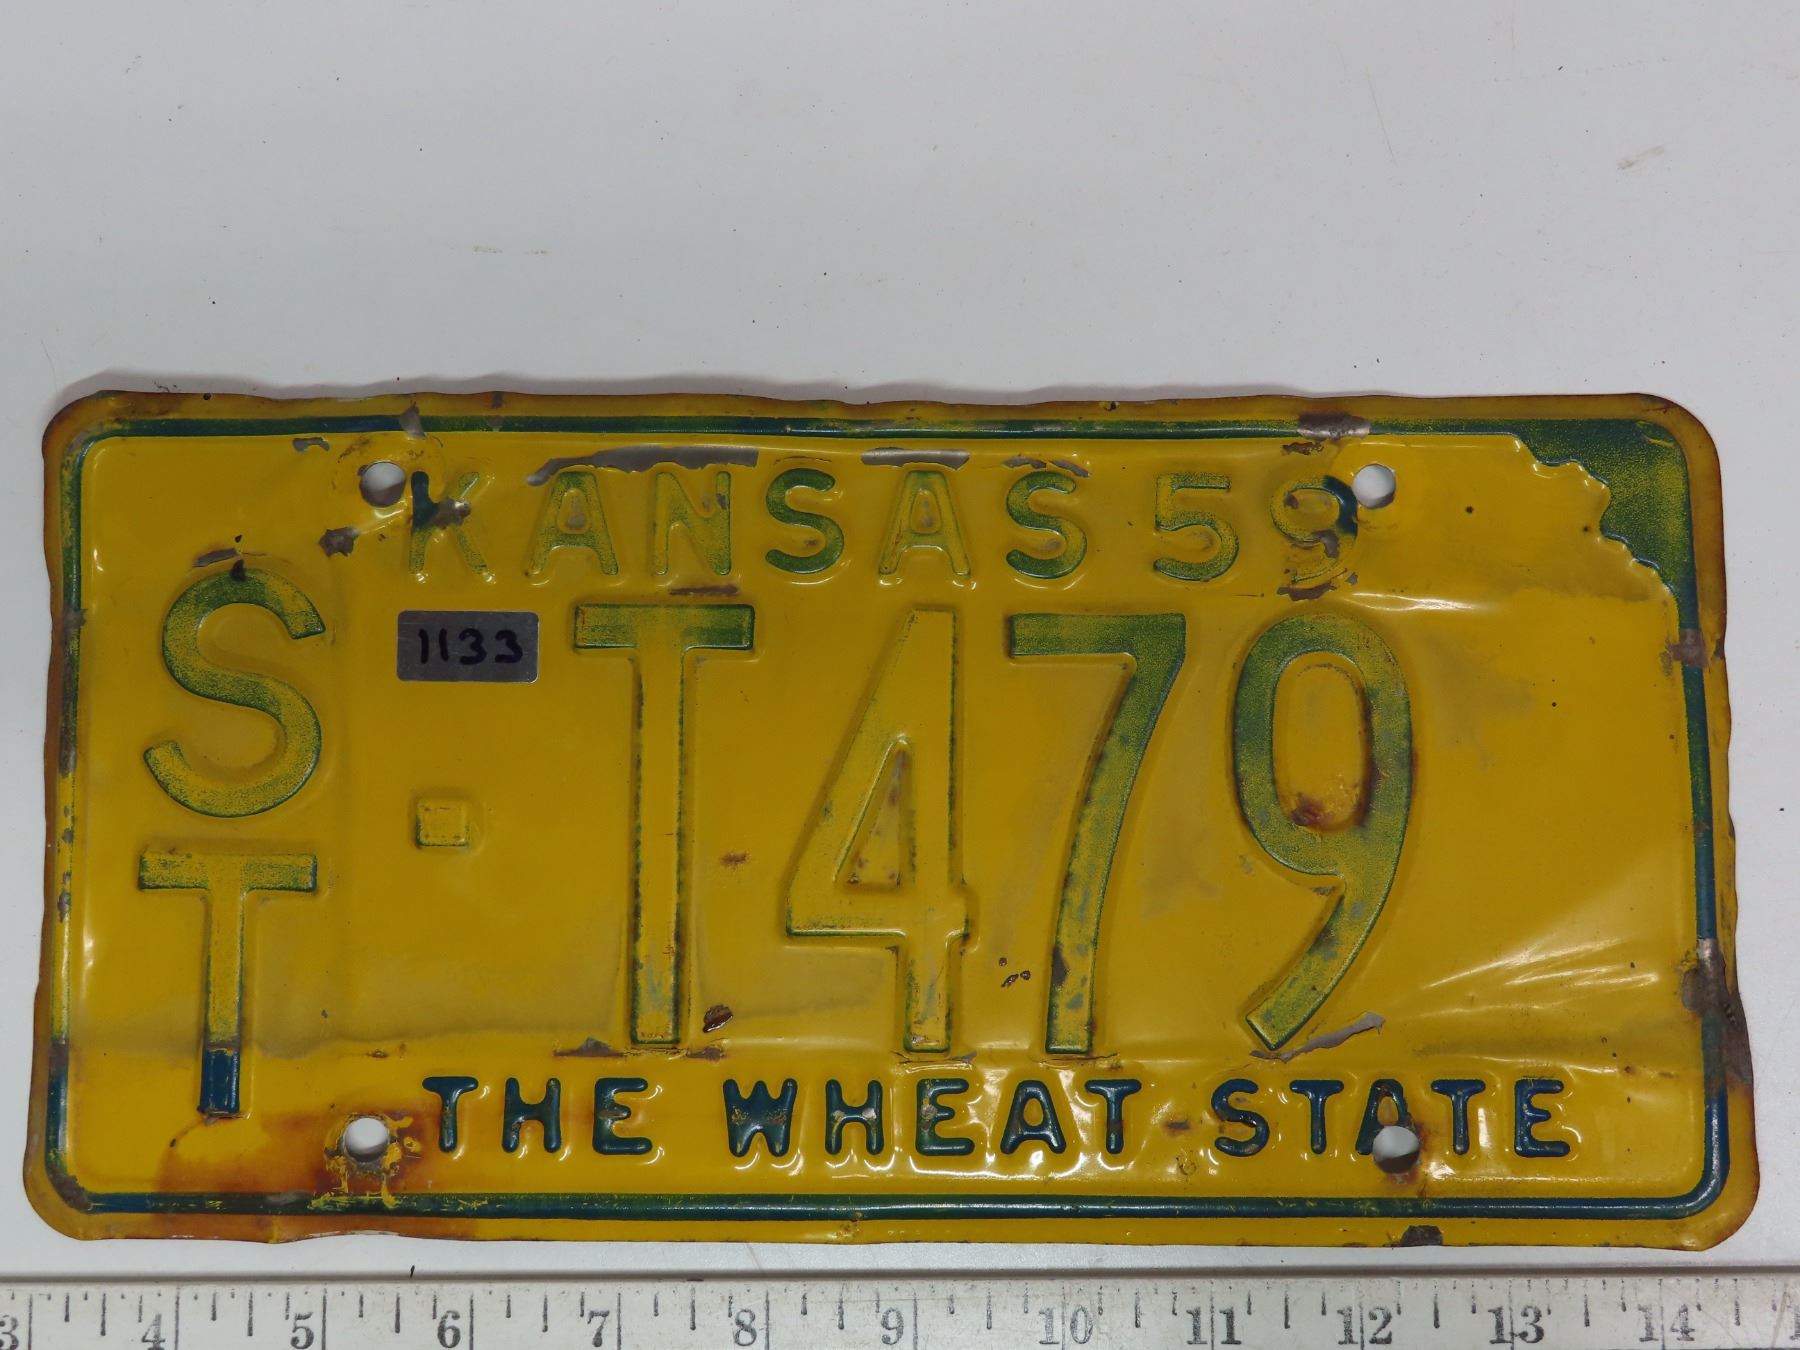 KANSAS 59
1133
ST-T479
THE WHEAT STATE
3 4 5 6 7 8 9 10 11 12 13 14